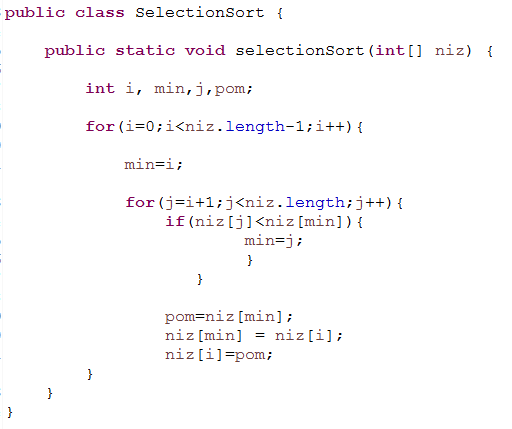 public class SelectionSort {
public static void selectionSort(int[] niz) {
int i, min,j,pom;
for(i=0;i<niz.length-1;i++){
min=i;
for(j=i+1;j<niz.length;j++){
if(niz[j]<niz[min]){
min=j;
}
}
pom=niz[min];
niz[min] = niz[i];
niz[i]=pom;
}
}
}